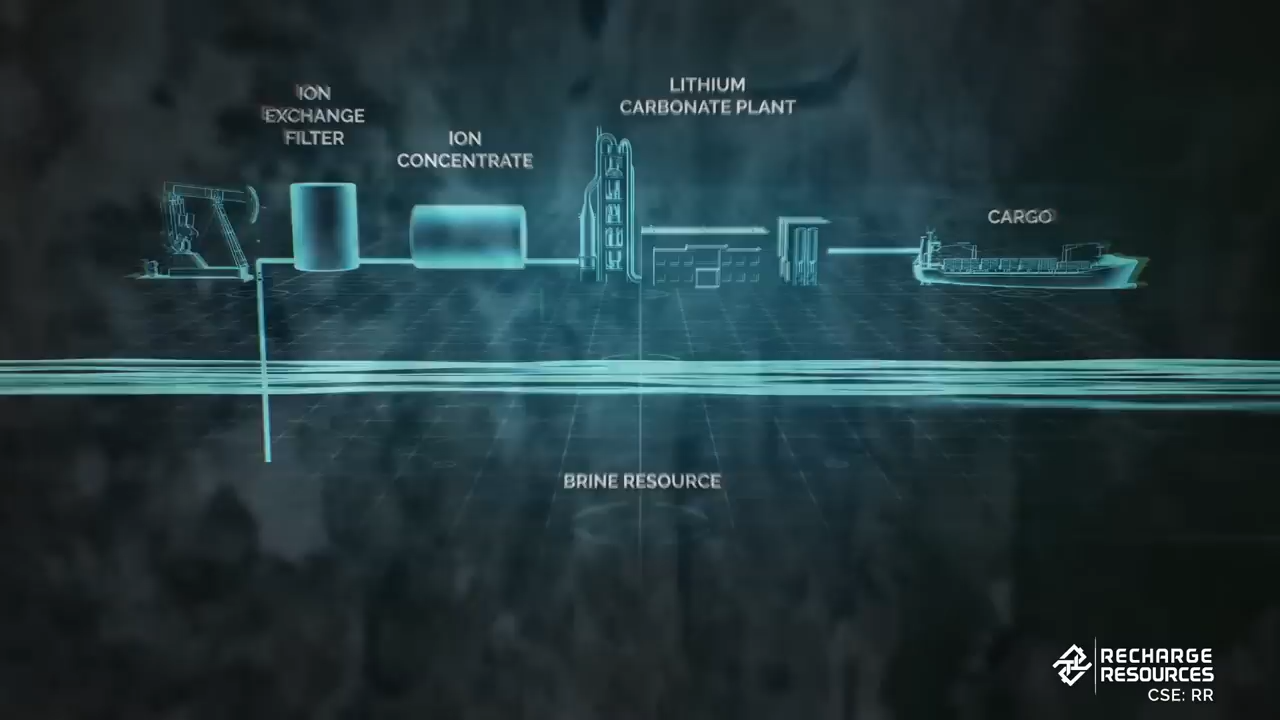 ION
EXCHANGE
FILTER
ION
CONCENTRATE
LITHIUM
CARBONATE PLANT
CARGO
BRINE RESOURCE
RECHARGE
RESOURCES
CSE: RR